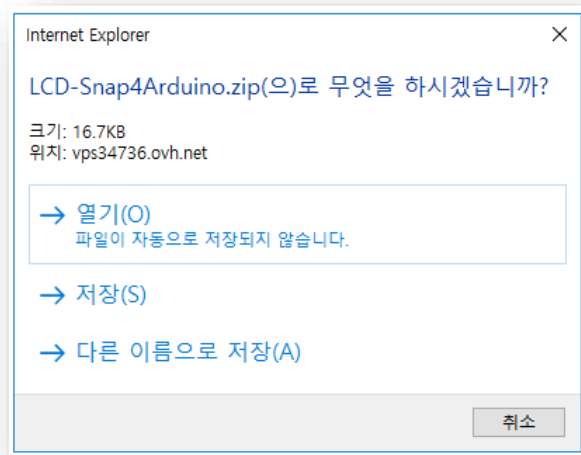 Internet Explorer
LCD-Snap4Arduino.zip(으)로 무엇을 하시겠습니까?
크기: 16.7KB
위치: vps34736.ovh.net
열기(O)
파일이 자동으로 저장되지 않습니다.
저장(S)
다른 이름으로 저장(A)
취소